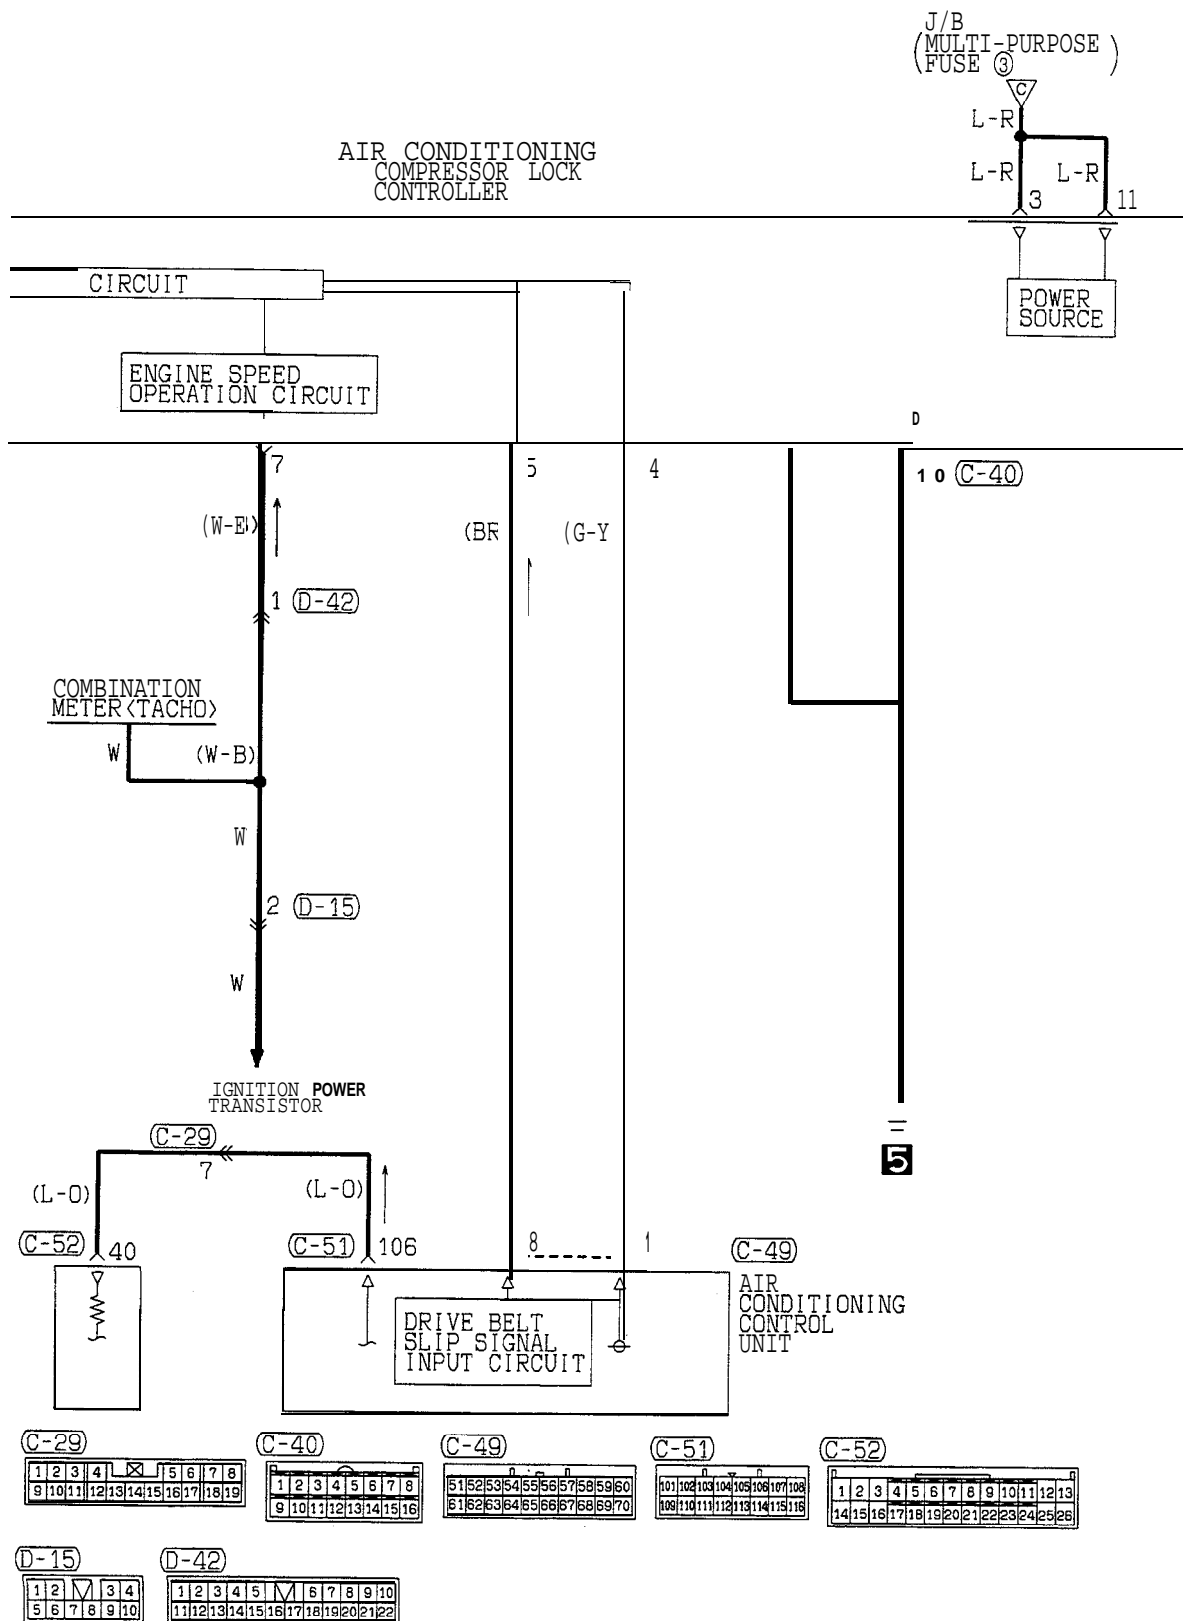 J/B
(MULTI-PURPOSE)
(FUSE ③)
C
L-R
L-R
L-R
AIR CONDITIONING
COMPRESSOR LOCK
CONTROLLER
3
11
CIRCUIT
POWER
SOURCE
ENGINE SPEED
OPERATION CIRCUIT
D
7
5
4
10 C-40
(BR
(G-Y
1 D-42
COMBINATION
METER<TACHO>
W
(W-B)
W
2 D-15
W
IGNITION POWER
TRANSISTOR
C-29
7
5
(L-O)
(L-O)
C-52 40
C-51 106
8
1
C-49
AIR
CONDITIONING
CONTROL
UNIT
DRIVE BELT
SLIP SIGNAL
INPUT CIRCUIT
C-29
1 2 3 4 5 6 7 8
9 10 11 12 13 14 15 16 17 18 19
C-40
1 2 3 4 5 6 7 8
9 10 11 12 13 14 15 16
C-49
51 52 53 54 55 56 57 58 59 60
61 62 63 64 65 66 67 68 69 70
C-51
101 102 103 104 105 106 107 108
109 110 111 112 113 114 115 116
C-52
1 2 3 4 5 6 7 8 9 10 11 12 13
14 15 16 17 18 19 20 21 22 23 24 25 26
D-15
1 2 3 4
5 6 7 8 9 10
D-42
1 2 3 4 5 6 7 8 9 10
11 12 13 14 15 16 17 18 19 20 21 22